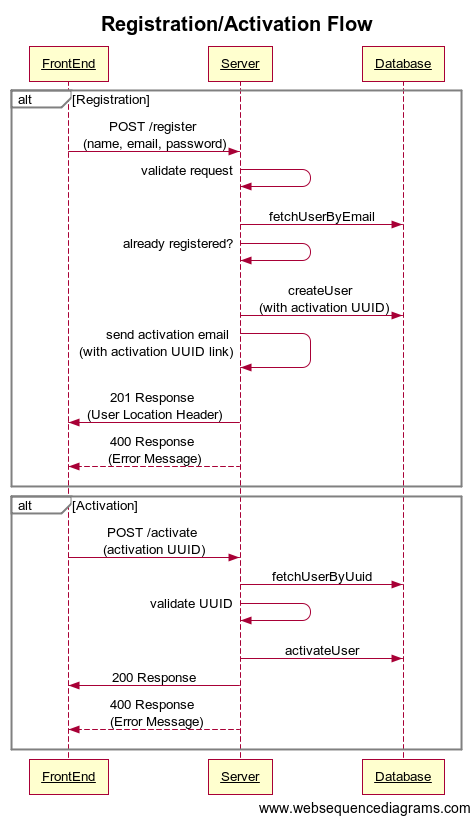 Registration/Activation Flow
FrontEnd
Server
Database
alt
[Registration]
POST /register
(name, email, password)
validate request
fetchUserByEmail
already registered?
createUser
(with activation UUID)
send activation email
(with activation UUID link)
201 Response
(User Location Header)
400 Response
(Error Message)
alt
[Activation]
POST /activate
(activation UUID)
fetchUserByUuid
validate UUID
activateUser
200 Response
400 Response
(Error Message)
FrontEnd
Server
Database
www.websequencediagrams.com